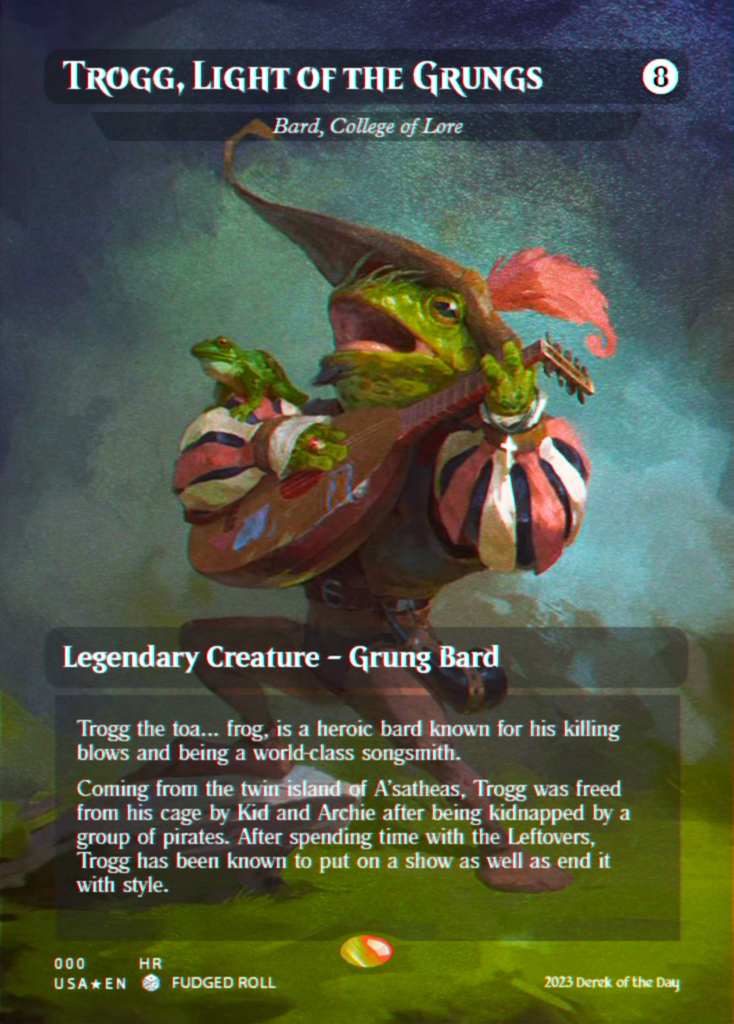 Trogg, Light of the Grungs
8
Bard, College of Lore
Legendary Creature – Grung Bard
Trogg the toa... frog, is a heroic bard known for his killing
blows and being a world-class songsmith.
Coming from the twin island of A'satheas, Trogg was freed
from his cage by Kid and Archie after being kidnapped by a
group of pirates. After spending time with the Leftovers,
Trogg has been known to put on a show as well as end it
with style.
000 HR
USA★EN FUDGED ROLL
2023 Derek of the Day